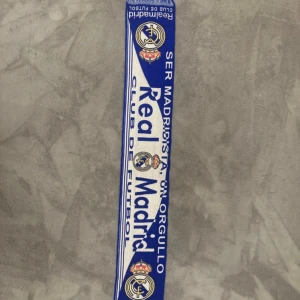 Realmadrid
CLUB DE FUTBOL
SER MADRIDISTA, UN ORGULLO
Real Madrid
CLUB DE FUTBOL